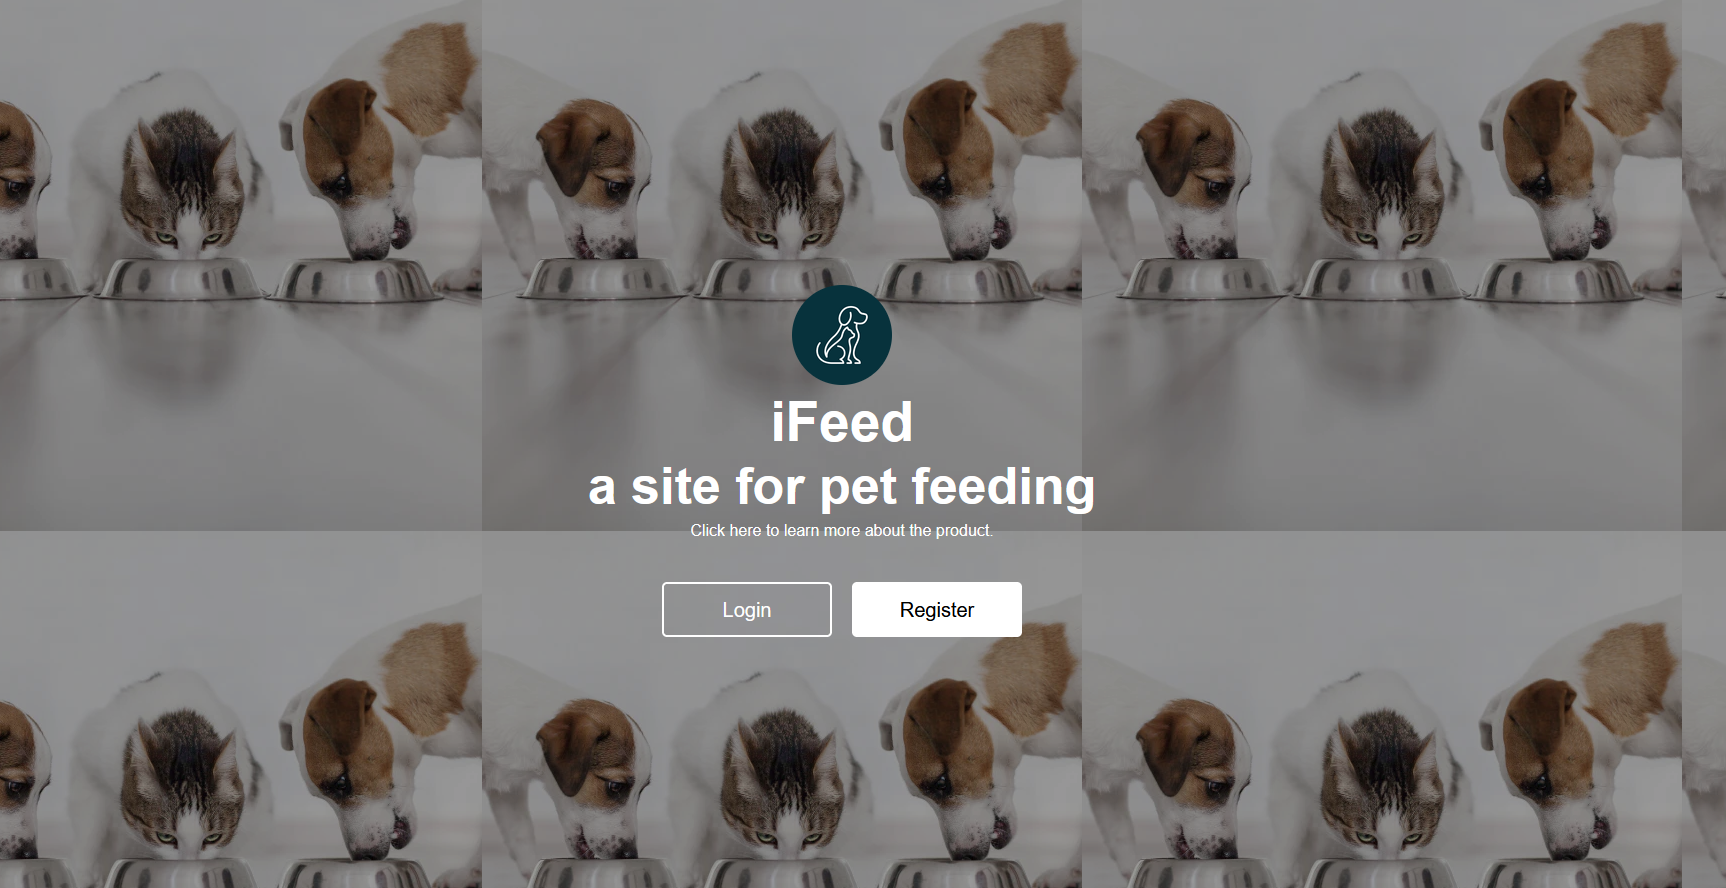 iFeed
a site for pet feeding
Click here to learn more about the product.
Login
Register